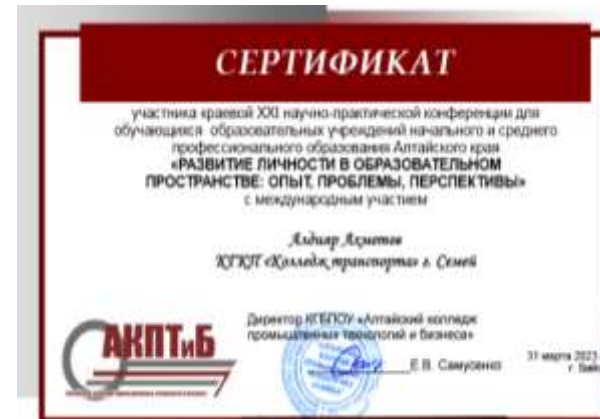 СЕРТИФИКАТ
участника краевой XXI научно-практической конференции для
обучающихся образовательных учреждений начального и среднего
профессионального образования Алтайского края
«РАЗВИТИЕ ЛИЧНОСТИ В ОБРАЗОВАТЕЛЬНОМ
ПРОСТРАНСТВЕ: ОПЫТ, ПРОБЛЕМЫ, ПЕРСПЕКТИВЫ»
с международным участием
Алдияр Ахметов
КГКП «Колледж транспорта» г. Семей
Директор КГБПОУ «Алтайский колледж
промышленных технологий и бизнеса»
АКПТиБ
Е.В. Самусенко
31 марта 2023
г.